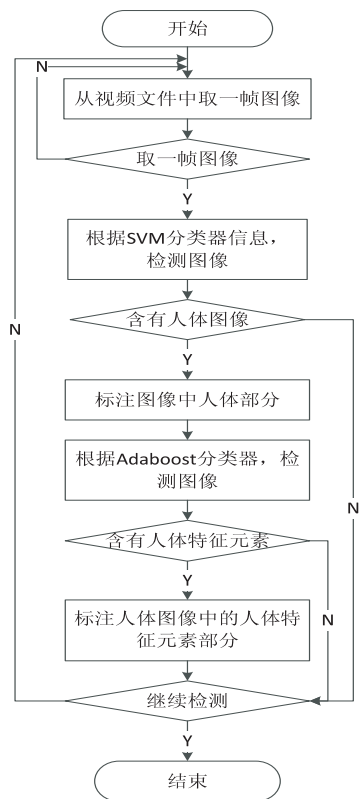 开始
N
从视频文件中取一帧图像
取一帧图像
Y
根据SVM分类器信息，
检测图像
N
含有人体图像
Y
标注图像中人体部分
根据Adaboost分类器，检
测图像
N
含有人体特征元素
Y
标注人体图像中的人体特
征元素部分
N
继续检测
Y
结束